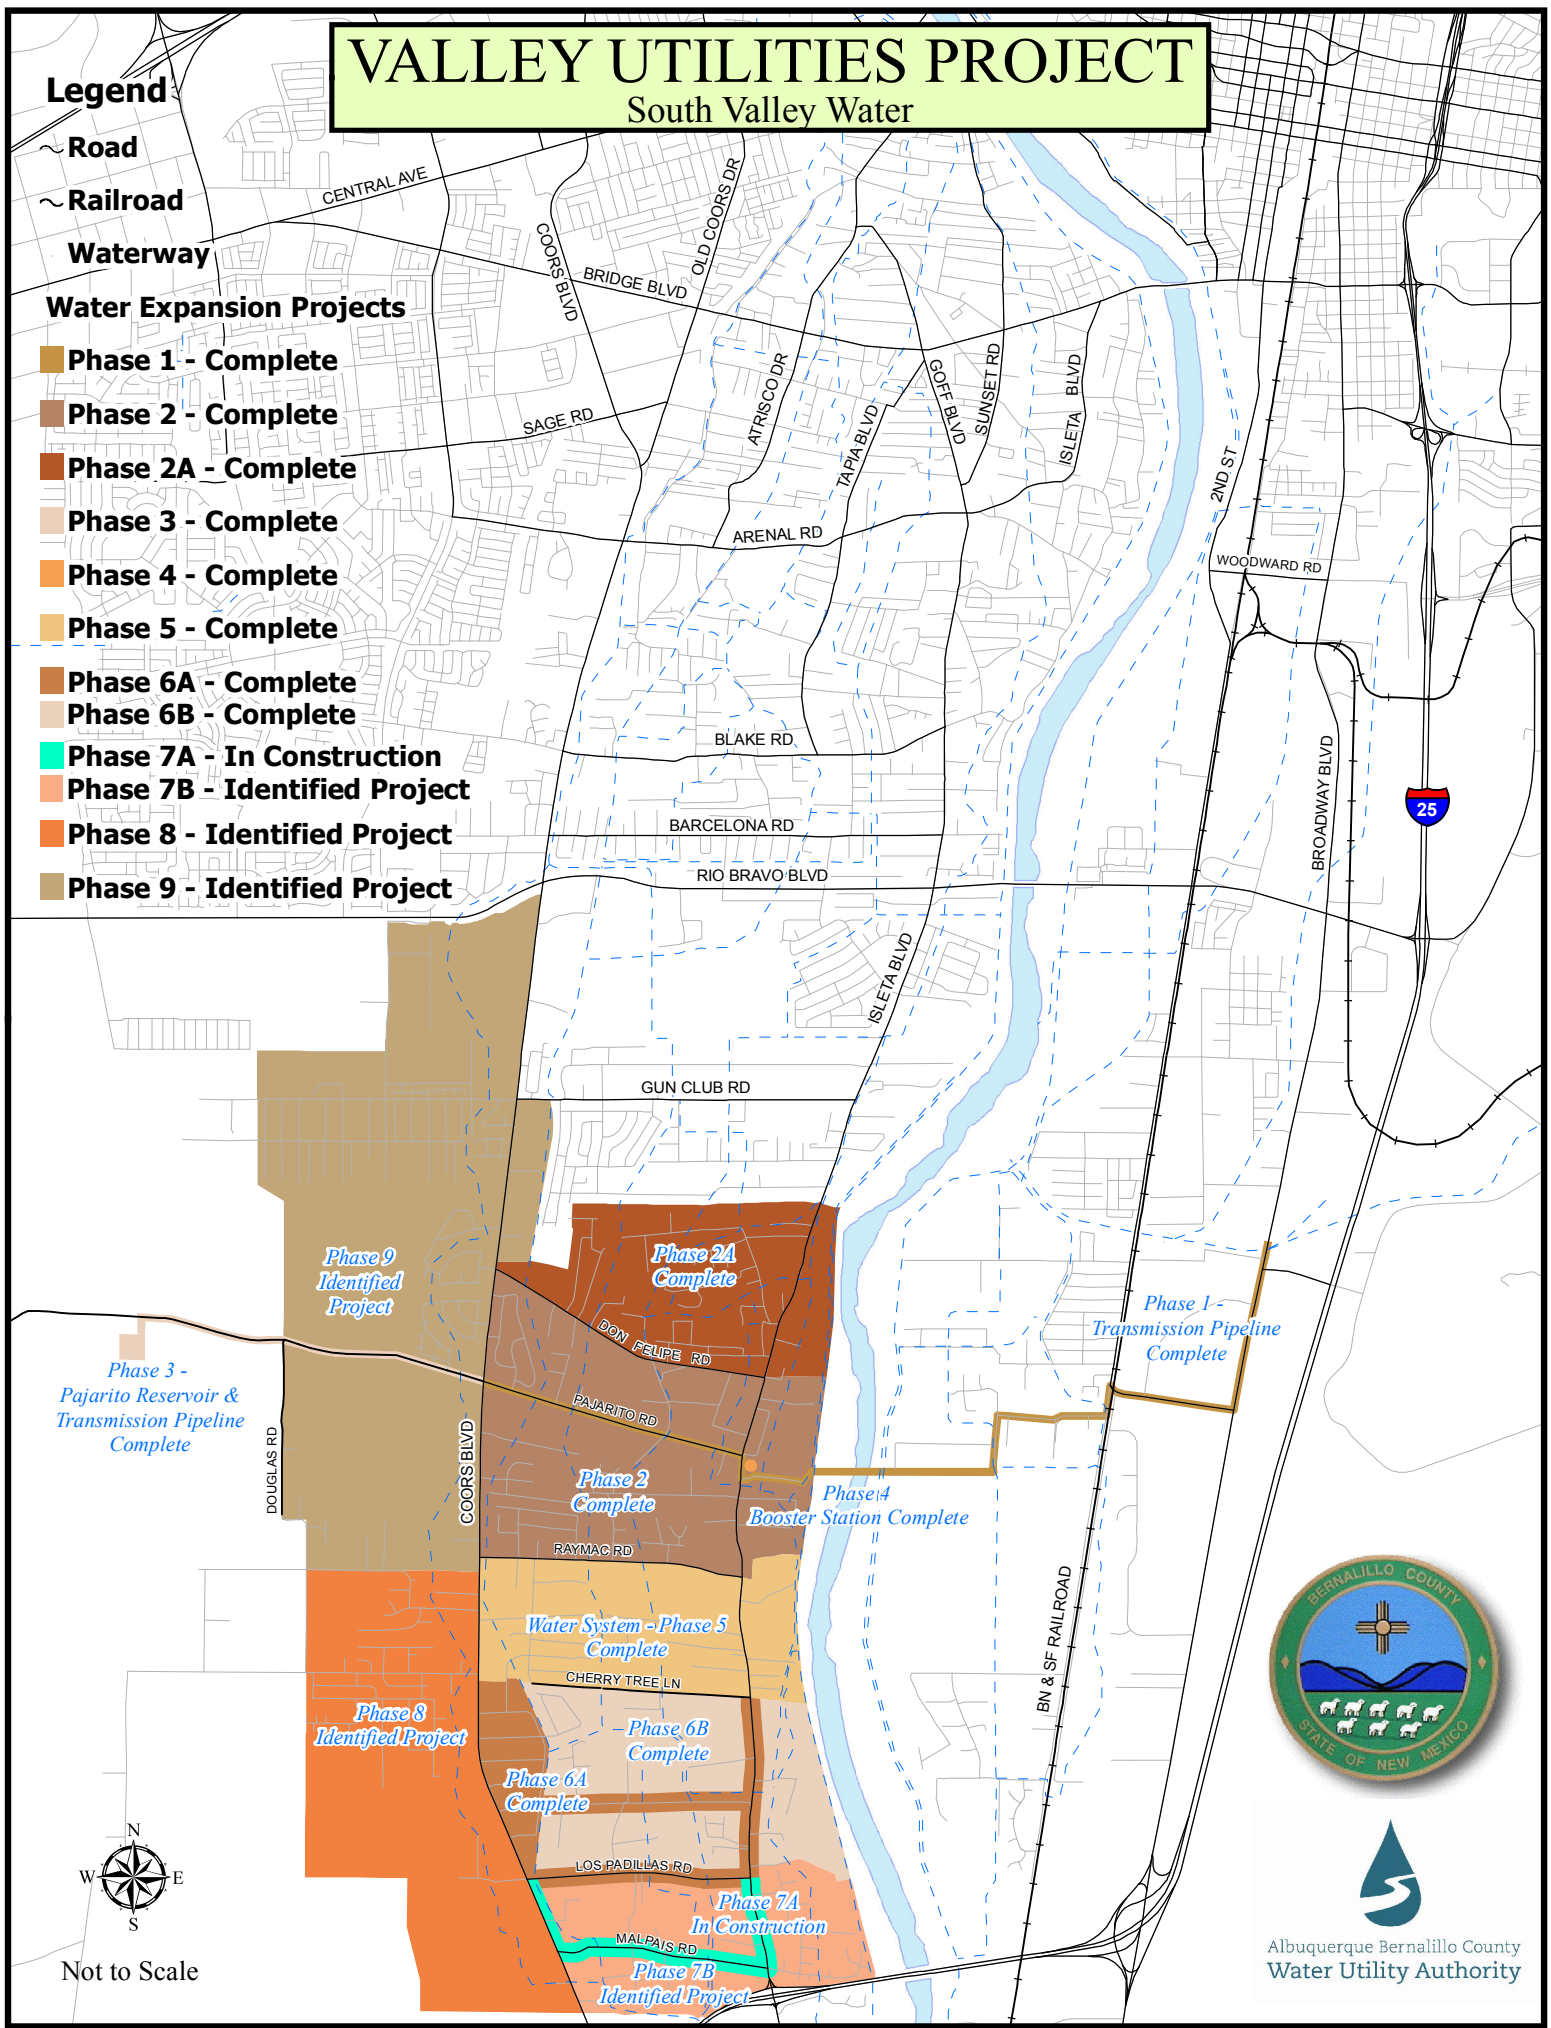 VALLEY UTILITIES PROJECT
South Valley Water
Legend
Road
Railroad
Waterway
Water Expansion Projects
Phase 1 - Complete
Phase 2 - Complete
Phase 2A - Complete
Phase 3 - Complete
Phase 4 - Complete
Phase 5 - Complete
Phase 6A - Complete
Phase 6B - Complete
Phase 7A - In Construction
Phase 7B - Identified Project
Phase 8 - Identified Project
Phase 9 - Identified Project
CENTRAL AVE
COORS BLVD
OLD COORS DR
BRIDGE BLVD
SAGE RD
ATRISCO DR
TAPIA BLVD
GOFF BLVD
SUNSET RD
ISLETA BLVD
2ND ST
ARENAL RD
WOODWARD RD
BLAKE RD
BROADWAY BLVD
25
BARCELONA RD
RIO BRAVO BLVD
ISLETA BLVD
GUN CLUB RD
Phase 9
Identified
Project
Phase 2A
Complete
DON FELIPE RD
Phase 1 -
Transmission Pipeline
Complete
Phase 3 -
Pajarito Reservoir &
Transmission Pipeline
Complete
PAJARITO RD
DOUGLAS RD
COORS BLVD
Phase 2
Complete
Phase 4
Booster Station Complete
RAYMAC RD
BN & SF RAILROAD
Water System - Phase 5
Complete
CHERRY TREE LN
Phase 8
Identified Project
Phase 6B
Complete
Phase 6A
Complete
LOS PADILLAS RD
Phase 7A
In Construction
MALPAIS RD
Phase 7B
Identified Project
BERNALILLO COUNTY
STATE OF NEW MEXICO
N
W
E
S
Not to Scale
Albuquerque Bernalillo County
Water Utility Authority